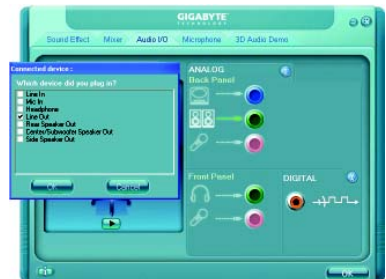 GIGABYTE
TECHNOLOGY
Sound Effect Mixer Audio I/O Microphone 3D Audio Demo
Connected device :
Which device did you plug in?
Line In
Mic In
Headphone
Line Out
Rear Speaker Out
Center/Subwoofer Speaker Out
Side Speaker Out
OK Cancel
ANALOG
Back Panel
Front Panel
DIGITAL
OK